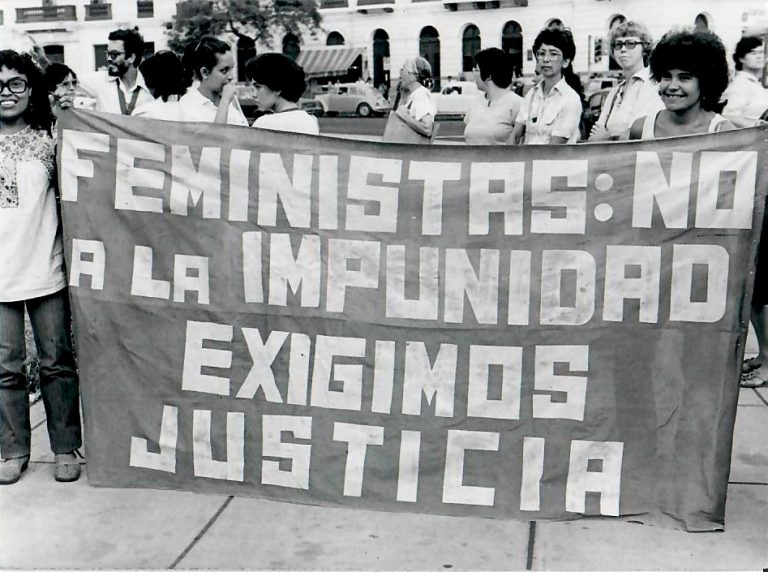 FEMINISTAS: NO
A LA IMPUNIDAD
EXIGIMOS
JUSTICIA